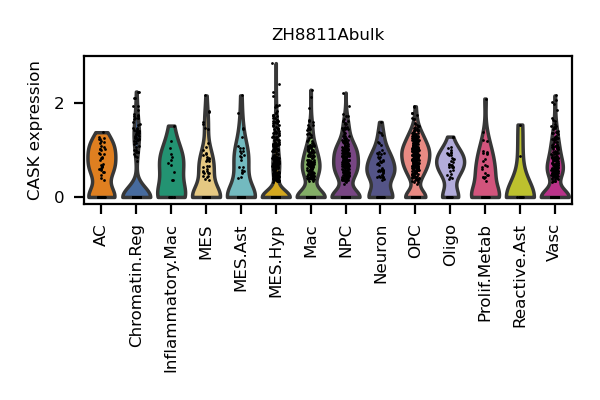 ZH8811Abulk
CASK expression
2
0
AC
Chromatin.Reg
Inflammatory.Mac
MES
MES.Ast
MES.Hyp
Mac
NPC
Neuron
OPC
Oligo
Prolif.Metab
Reactive.Ast
Vasc